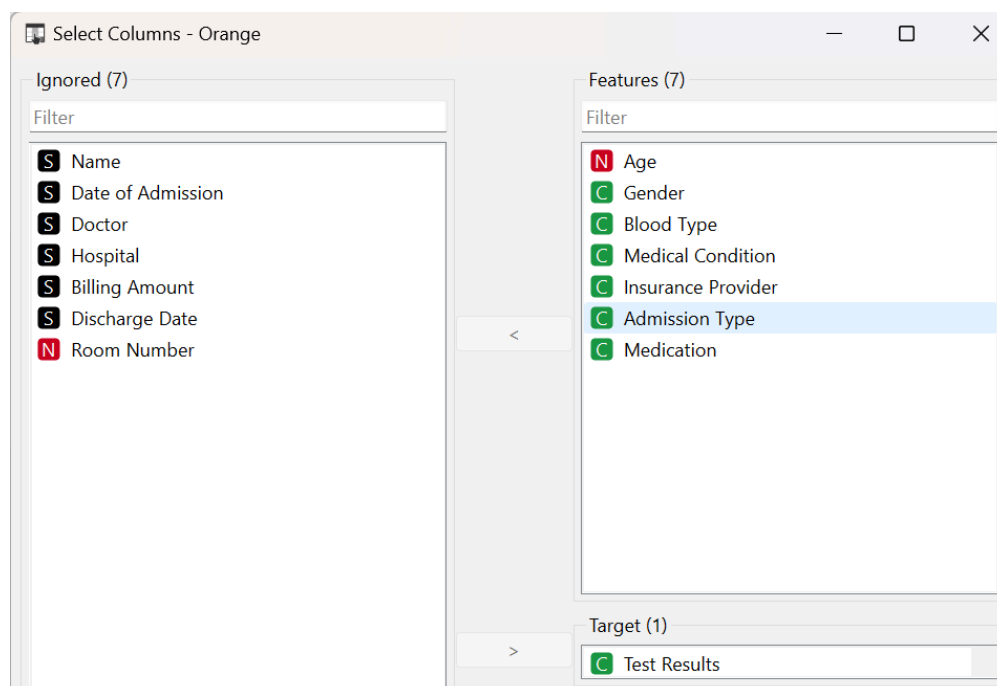 Select Columns - Orange
Ignored (7)
Filter
S Name
S Date of Admission
S Doctor
S Hospital
S Billing Amount
S Discharge Date
N Room Number
<
>
Features (7)
Filter
N Age
C Gender
C Blood Type
C Medical Condition
C Insurance Provider
C Admission Type
C Medication
Target (1)
C Test Results